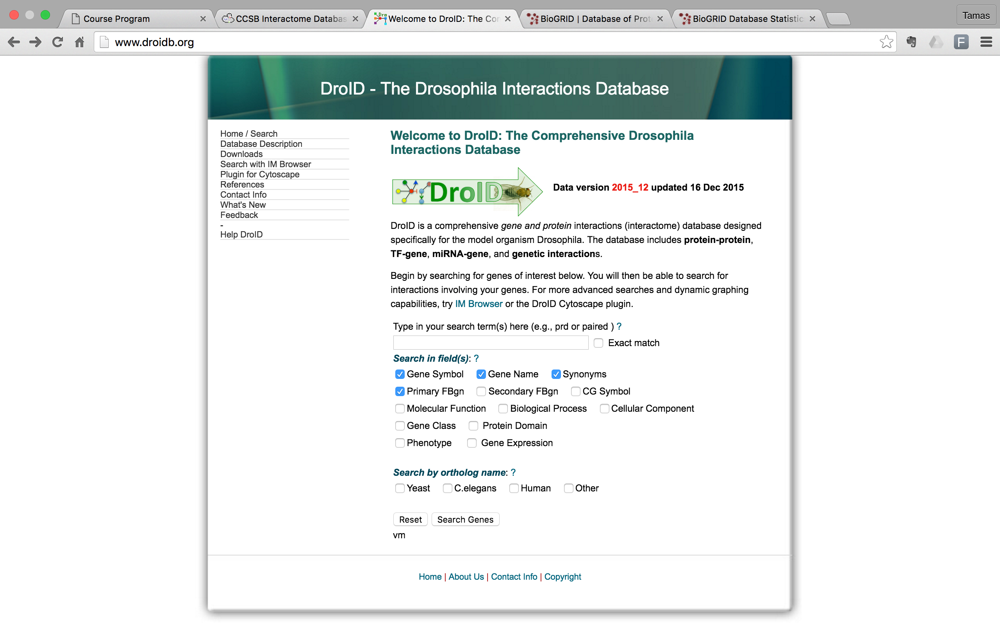 Course Program
CCSB Interactome Databas
Welcome to DroID: The Con
BioGRID | Database of Prot
BioGRID Database Statistic
Tamas
www.droidb.org
F
DroID - The Drosophila Interactions Database
Home / Search
Database Description
Downloads
Search with IM Browser
Plugin for Cytoscape
References
Contact Info
What's New
Feedback
-
Help DroID
Welcome to DroID: The Comprehensive Drosophila
Interactions Database
DroID
Data version 2015_12 updated 16 Dec 2015
DroID is a comprehensive gene and protein interactions (interactome) database designed
specifically for the model organism Drosophila. The database includes protein-protein,
TF-gene, miRNA-gene, and genetic interactions.
Begin by searching for genes of interest below. You will then be able to search for
interactions involving your genes. For more advanced searches and dynamic graphing
capabilities, try IM Browser or the DroID Cytoscape plugin.
Type in your search term(s) here (e.g., prd or paired ) ?
Exact match
Search in field(s): ?
Gene Symbol Gene Name Synonyms
Primary FBgn Secondary FBgn CG Symbol
Molecular Function Biological Process Cellular Component
Gene Class Protein Domain
Phenotype Gene Expression
Search by ortholog name: ?
Yeast C.elegans Human Other
Reset Search Genes
vm
Home | About Us | Contact Info | Copyright